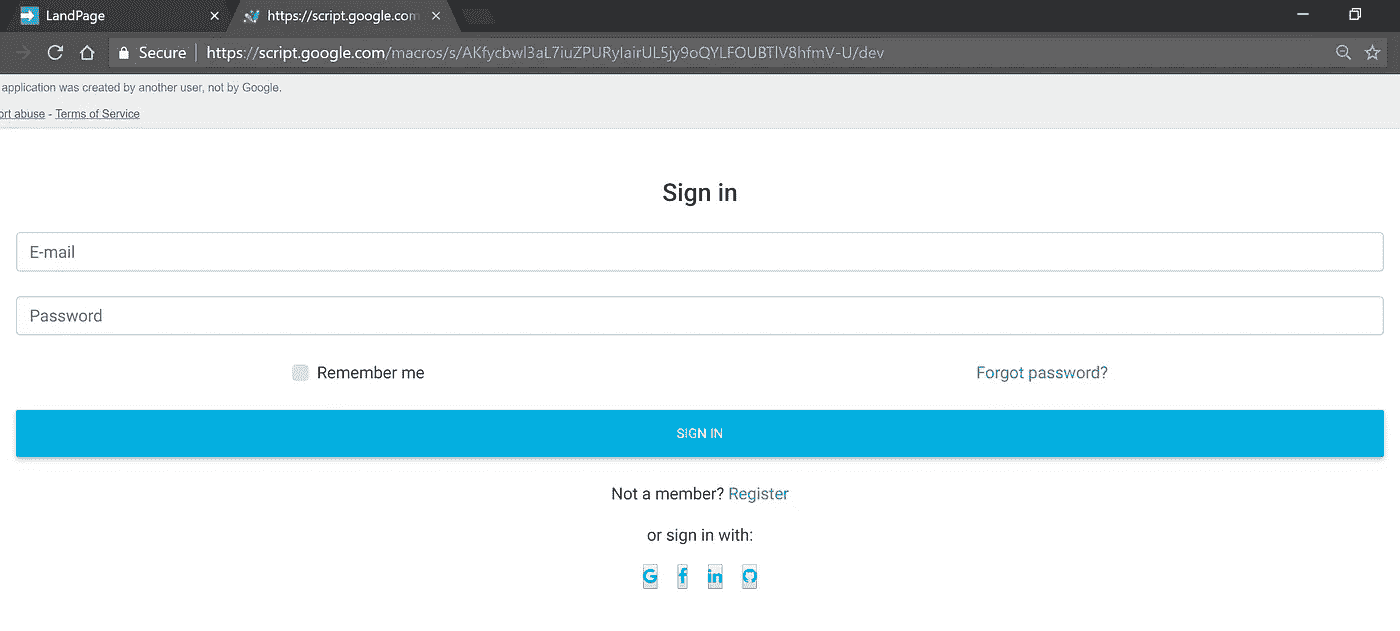 LandPage
https://script.google.com
Secure
https://script.google.com/macros/s/AKfycbwl3aL7iuZPURyIairUL5jy9oQYLFOUBTlV8hfmV-U/dev
application was created by another user, not by Google.
ort abuse - Terms of Service
Sign in
E-mail
Password
Remember me
Forgot password?
SIGN IN
Not a member? Register
or sign in with: